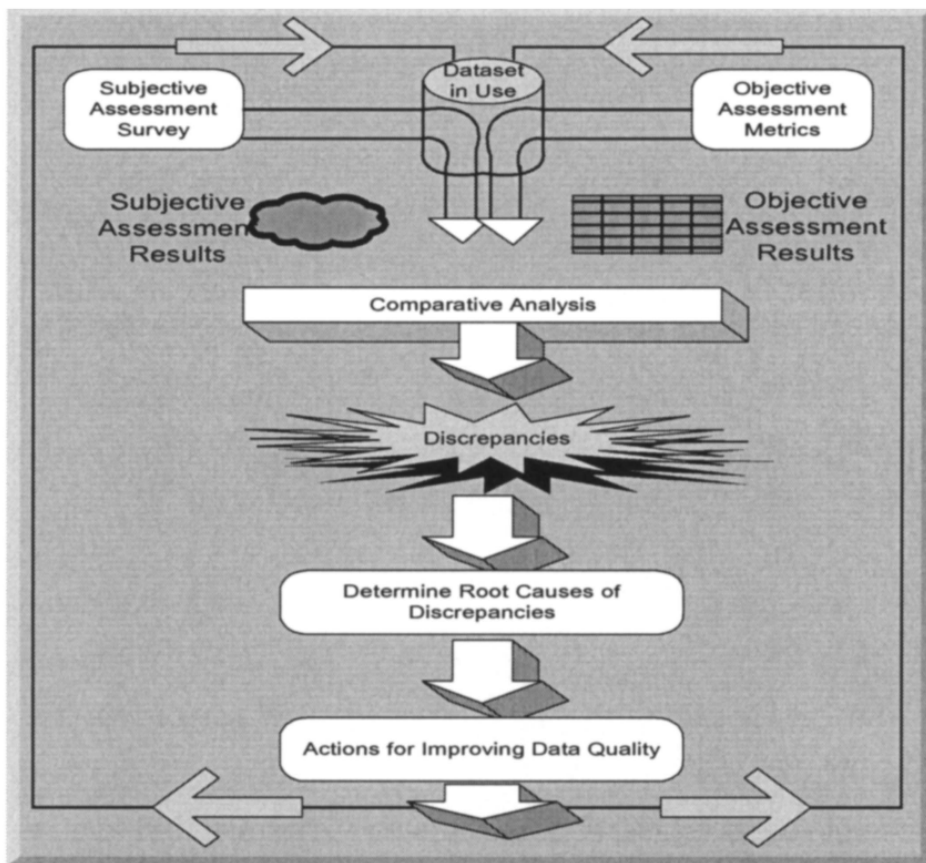 Subjective
Assessment
Survey
Dataset
in Use
Objective
Assessment
Metrics
Subjective
Assessment
Results
Objective
Assessment
Results
Comparative Analysis
Discrepancies
Determine Root Causes of
Discrepancies
Actions for Improving Data Quality